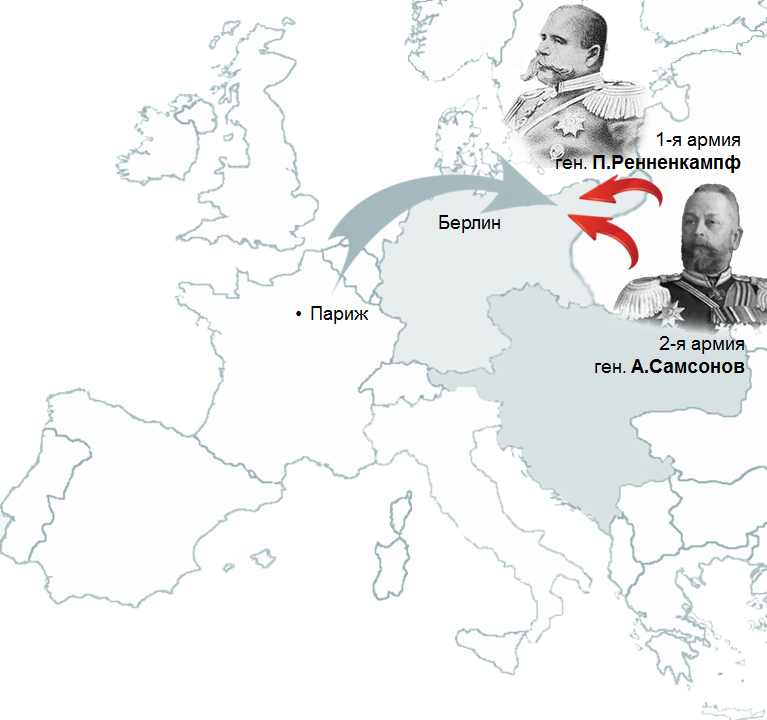 1-я армия
ген. П.Ренненкампф
Берлин
• Париж
2-я армия
ген. А.Самсонов